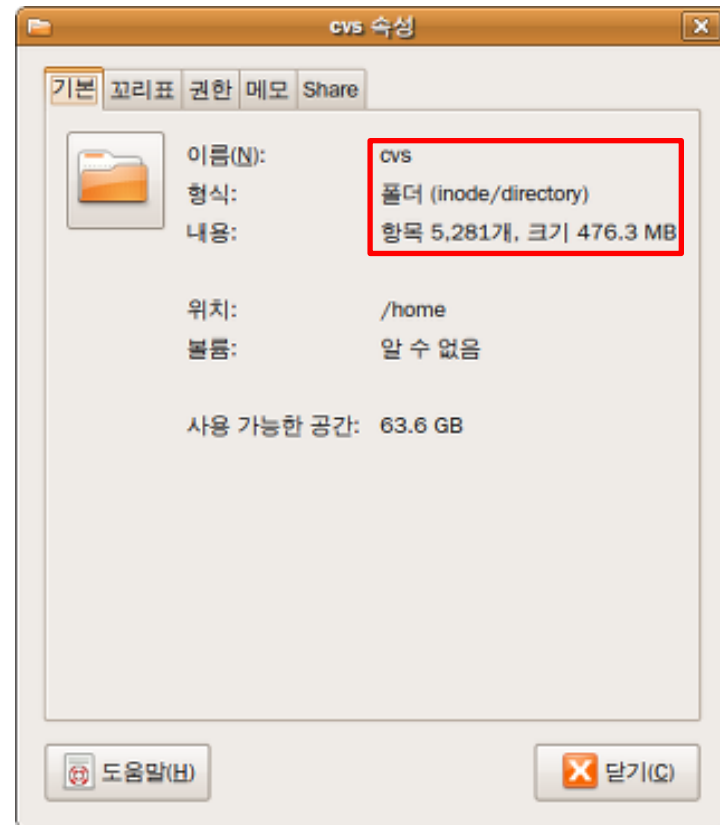 cvs 속성
기본 꼬리표 권한 메모 Share
이름(N): cvs
형식: 폴더 (inode/directory)
내용: 항목 5,281개, 크기 476.3 MB
위치: /home
볼륨: 알 수 없음
사용 가능한 공간: 63.6 GB
도움말(H) 닫기(C)